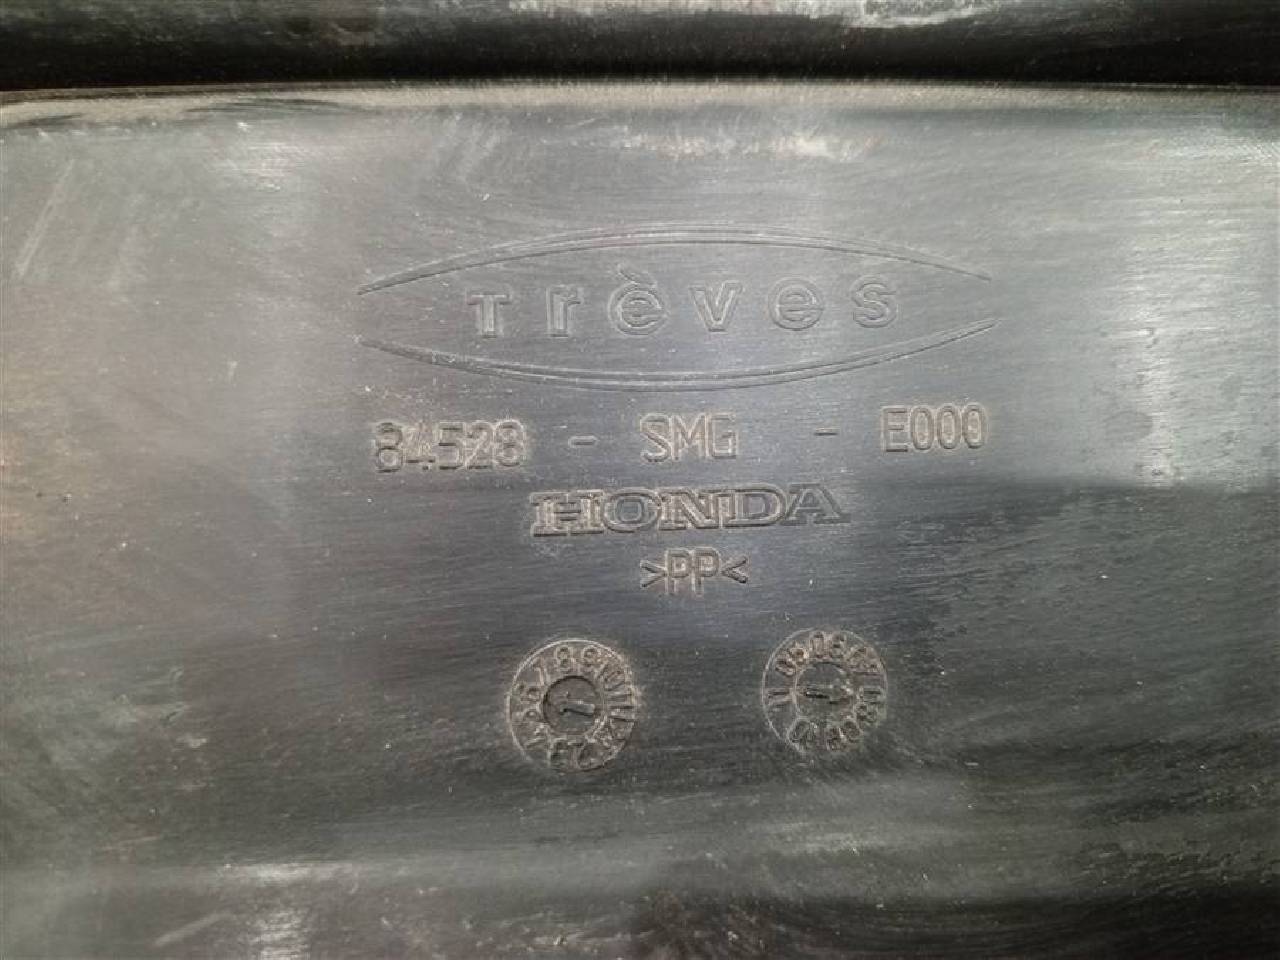 Trèves
84528 - SMG - E000
HONDA
>PP<